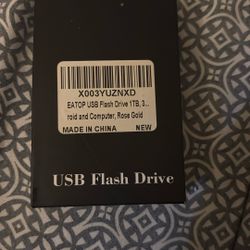 X003YUZNXD
EATOP USB Flash Drive 1TB, 3...
roid and Computer, Rose Gold
MADE IN CHINA NEW
USB Flash Drive